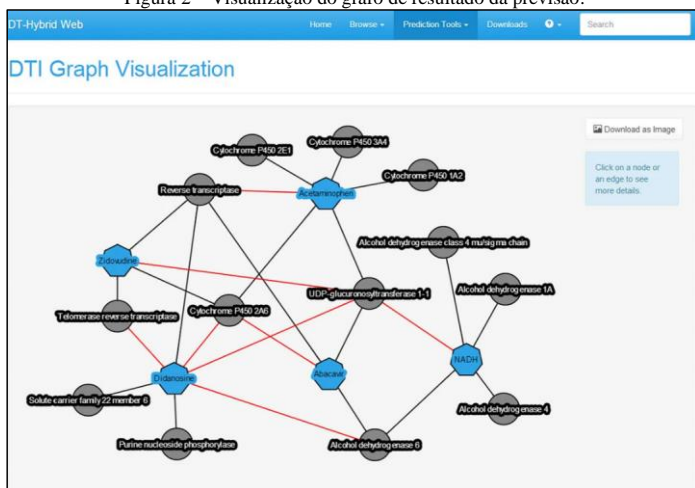 Figura 2 – Visualização do grafo de resultado da previsão.
DT-Hybrid Web
Home
Browse
Prediction Tools
Downloads
Search
DTI Graph Visualization
Download as Image
Click on a node or
an edge to see
more details.
Cytochrome P450 2E1
Cytochrome P450 3A4
Cytochrome P450 1A2
Reverse transcriptase
Acetaminophen
Alcohol dehydrogenase class 4 mu/sigma chain
Zidovudine
UDP-glucuronosyltransferase 1-1
Alcohol dehydrogenase 1A
Telomerase reverse transcriptase
Cytochrome P450 2A6
NADH
Didanosine
Abacavir
Solute carrier family 22 member 6
Alcohol dehydrogenase 4
Purine nucleoside phosphorylase
Alcohol dehydrogenase 6